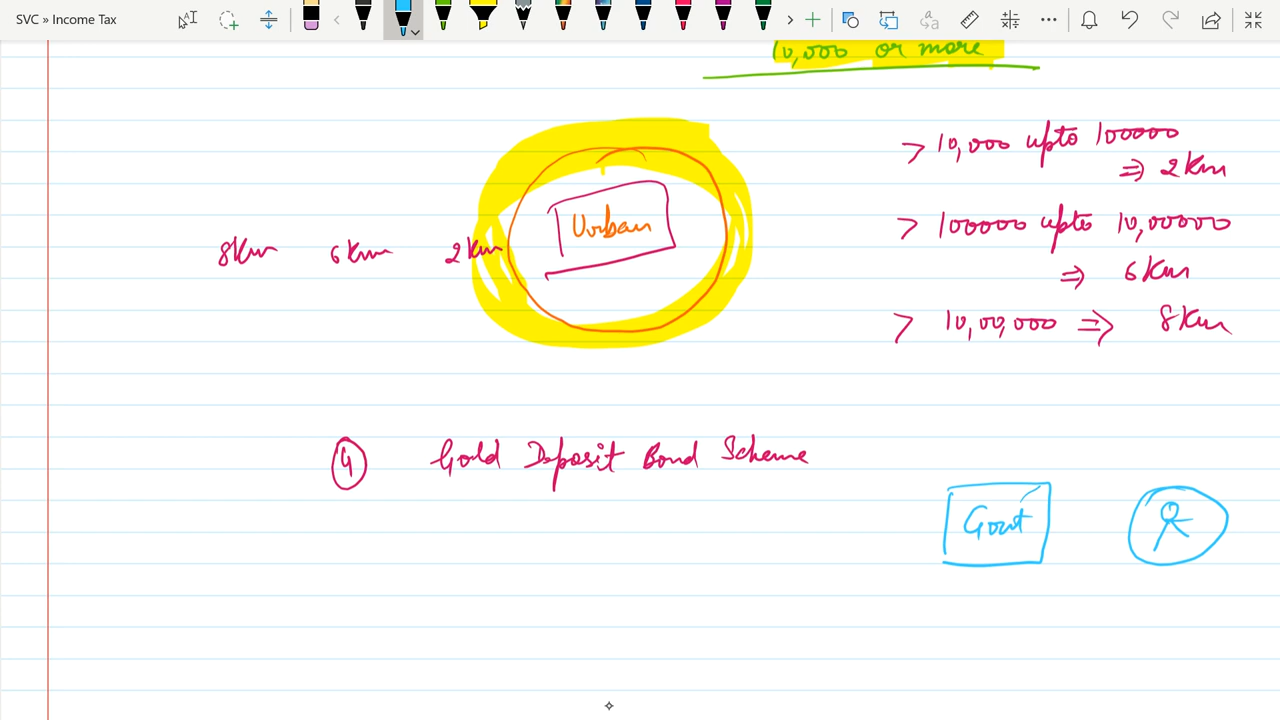 SVC » Income Tax
10,000 or more
> 10,000 upto 100000
⇒ 2km
Urban
8km 6km 2km
> 100000 upto 10,00000
⇒ 6km
> 10,00,000 ⇒ 8km
④ Gold Deposit Bond Scheme
Govt